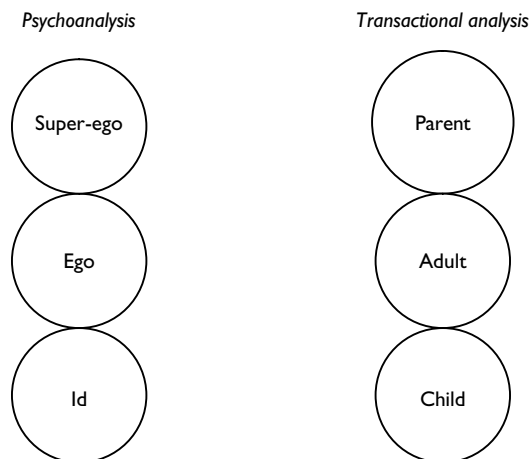 Psychoanalysis
Transactional analysis
Super-ego
Parent
Ego
Adult
Id
Child